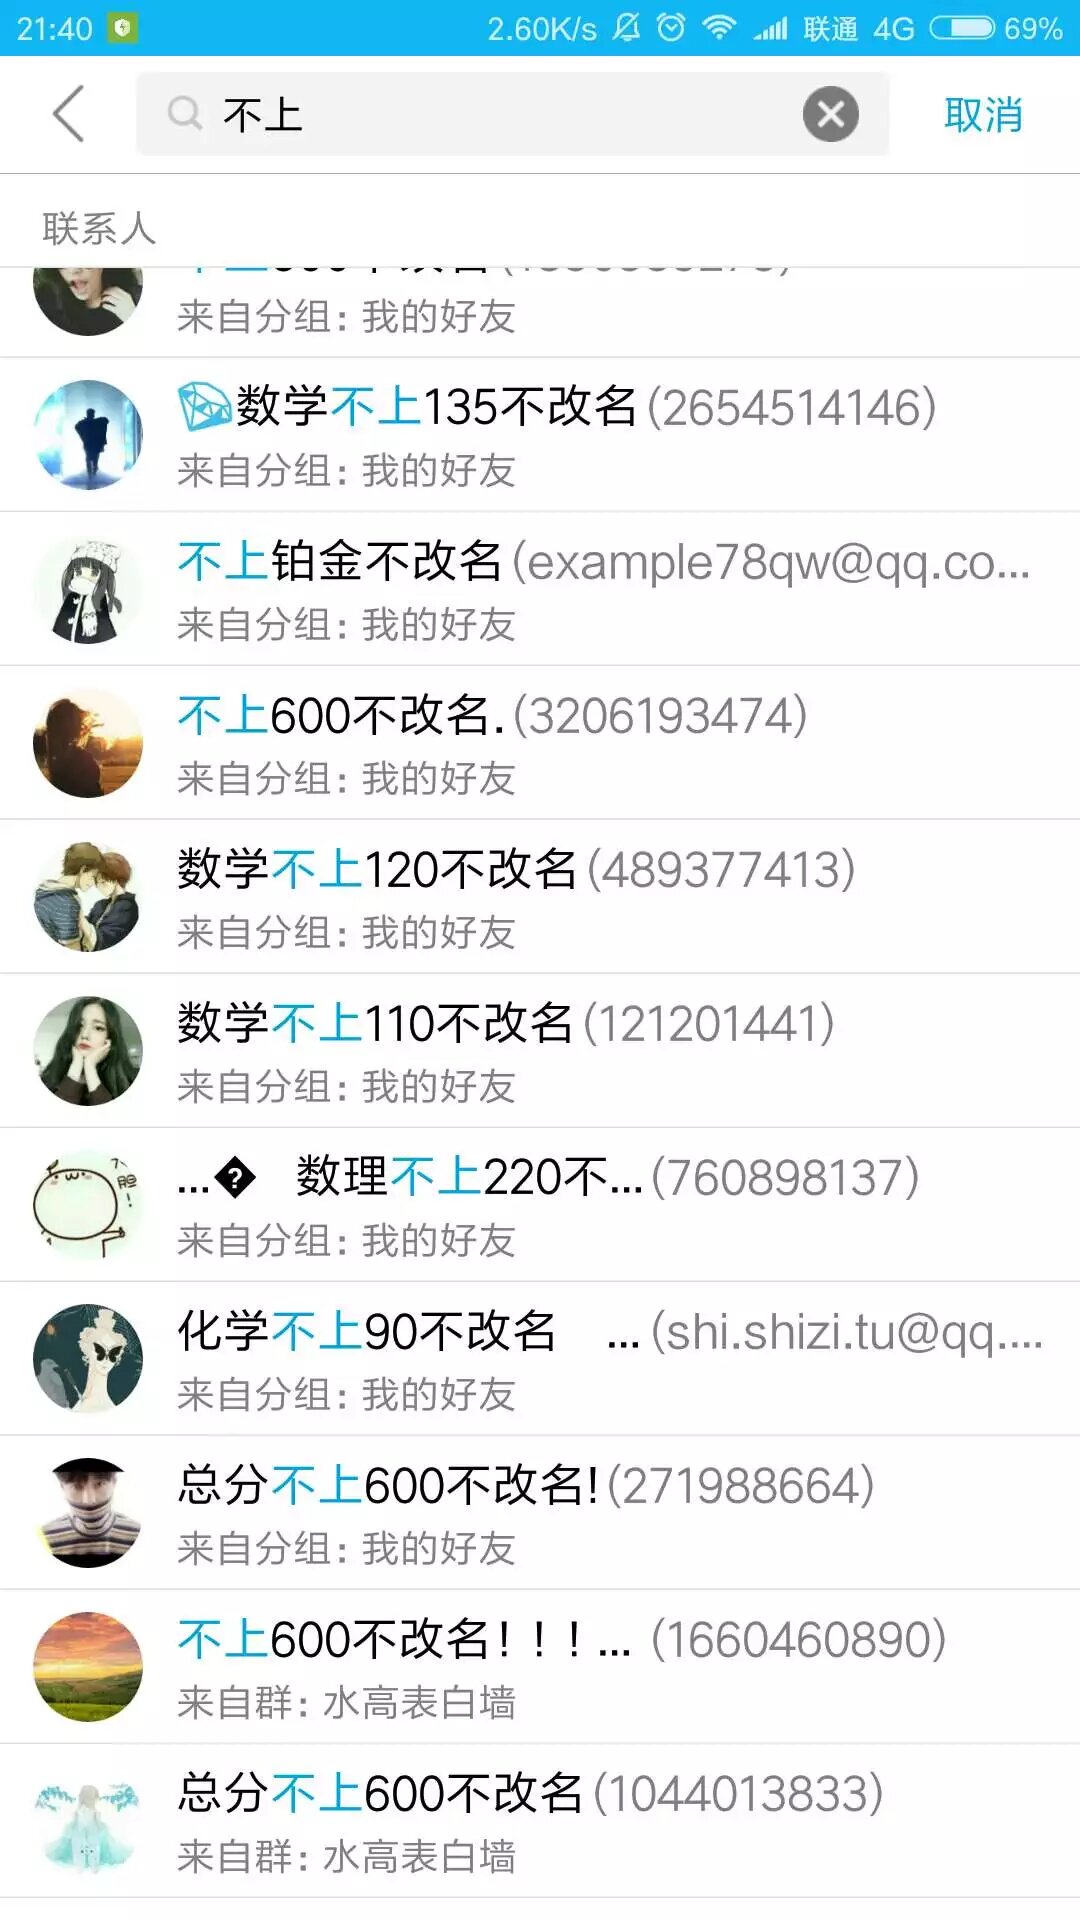 21:40 2.60K/s 联通 4G 69%
不上 取消
联系人
来自分组: 我的好友
数学不上135不改名(2654514146)
来自分组: 我的好友
不上铂金不改名(example78qw@qq.co...
来自分组: 我的好友
不上600不改名.(3206193474)
来自分组: 我的好友
数学不上120不改名(489377413)
来自分组: 我的好友
数学不上110不改名(121201441)
来自分组: 我的好友
...� 数理不上220不...(760898137)
来自分组: 我的好友
化学不上90不改名 ...(shi.shizi.tu@qq....
来自分组: 我的好友
总分不上600不改名!(271988664)
来自分组: 我的好友
不上600不改名！！！... (1660460890)
来自群: 水高表白墙
总分不上600不改名(1044013833)
来自群: 水高表白墙